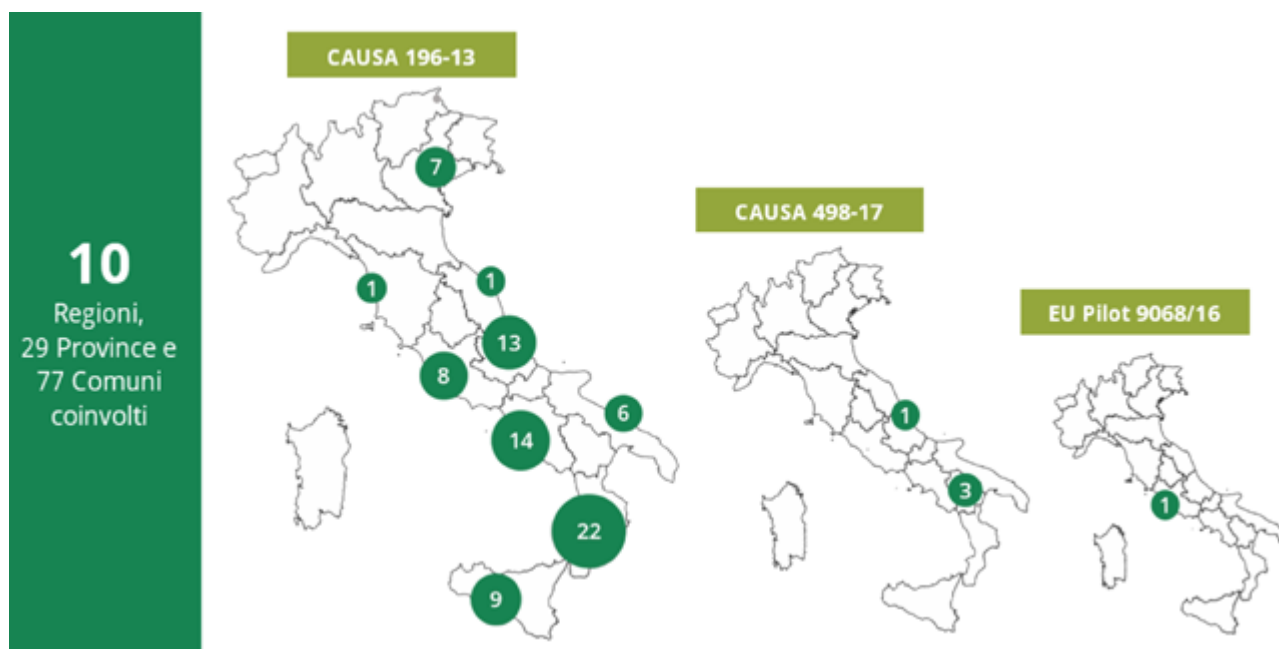 10
Regioni,
29 Province e
77 Comuni
coinvolti
CAUSA 196-13
7
1
1
13
8
6
14
22
9
CAUSA 498-17
1
3
EU Pilot 9068/16
1